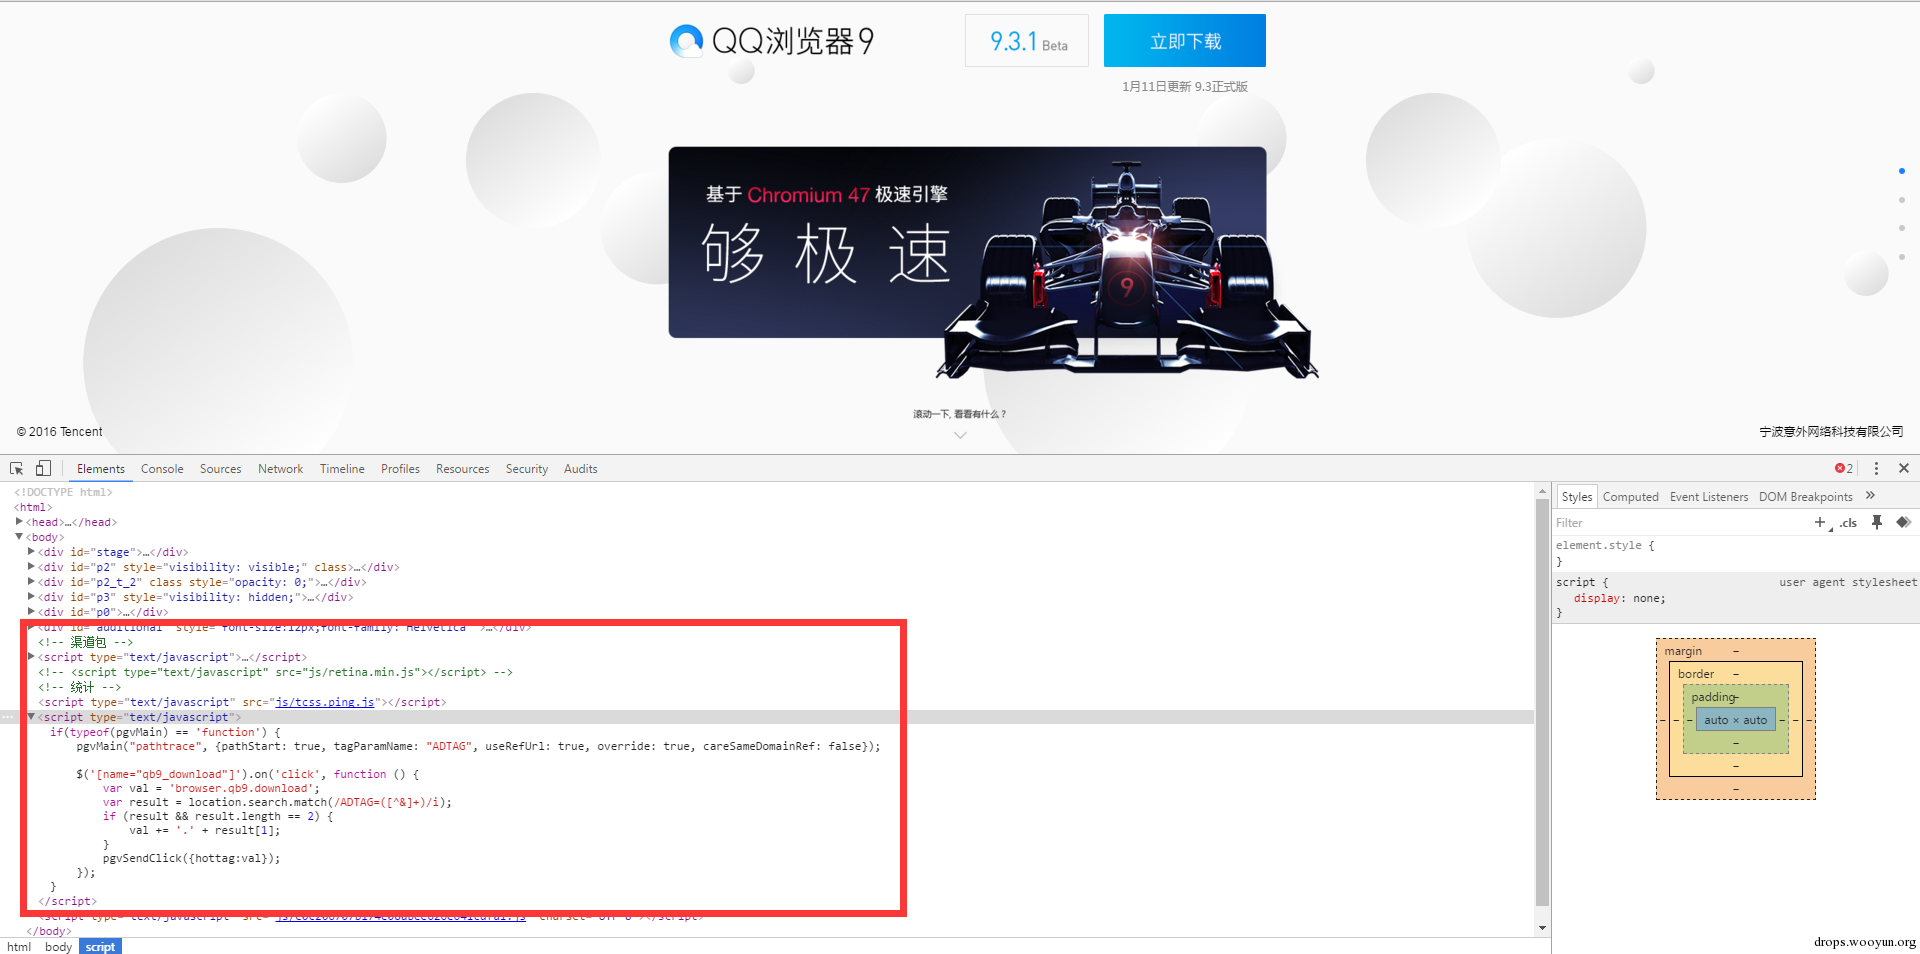 QQ浏览器9
9.3.1 Beta
立即下载
1月11日更新 9.3正式版
基于 Chromium 47 极速引擎
够极速
9
滚动一下, 看看有什么？
© 2016 Tencent
宁波意外网络科技有限公司
Elements Console Sources Network Timeline Profiles Resources Security Audits
2
<!DOCTYPE html>
<html>
<head>…</head>
<body>
<div id="stage">…</div>
<div id="p2" style="visibility: visible;" class>…</div>
<div id="p2_t_2" class style="opacity: 0;">…</div>
<div id="p3" style="visibility: hidden;">…</div>
<div id="p0">…</div>
<div id="additional" style="font-size:12px;font-family: Helvetica">…</div>
<!-- 渠道包 -->
<script type="text/javascript">…</script>
<!-- <script type="text/javascript" src="js/retina.min.js"></script> -->
<!-- 统计 -->
<script type="text/javascript" src="js/tcss.ping.js"></script>
<script type="text/javascript">
if(typeof(pgvMain) == 'function') {
pgvMain("pathtrace", {pathStart: true, tagParamName: "ADTAG", useRefUrl: true, override: true, careSameDomainRef: false});
$('[name="qb9_download"]').on('click', function () {
var val = 'browser.qb9.download';
var result = location.search.match(/ADTAG=([^&]+)/i);
if (result && result.length == 2) {
val += '.' + result[1];
}
pgvSendClick({hottag:val});
});
}
</script>
</body>
html body script
Styles Computed Event Listeners DOM Breakpoints »
Filter
+ .cls
element.style {
}
script { user agent stylesheet
display: none;
}
margin –
border –
padding –
– – – auto × auto – – –
–
–
–
drops.wooyun.org